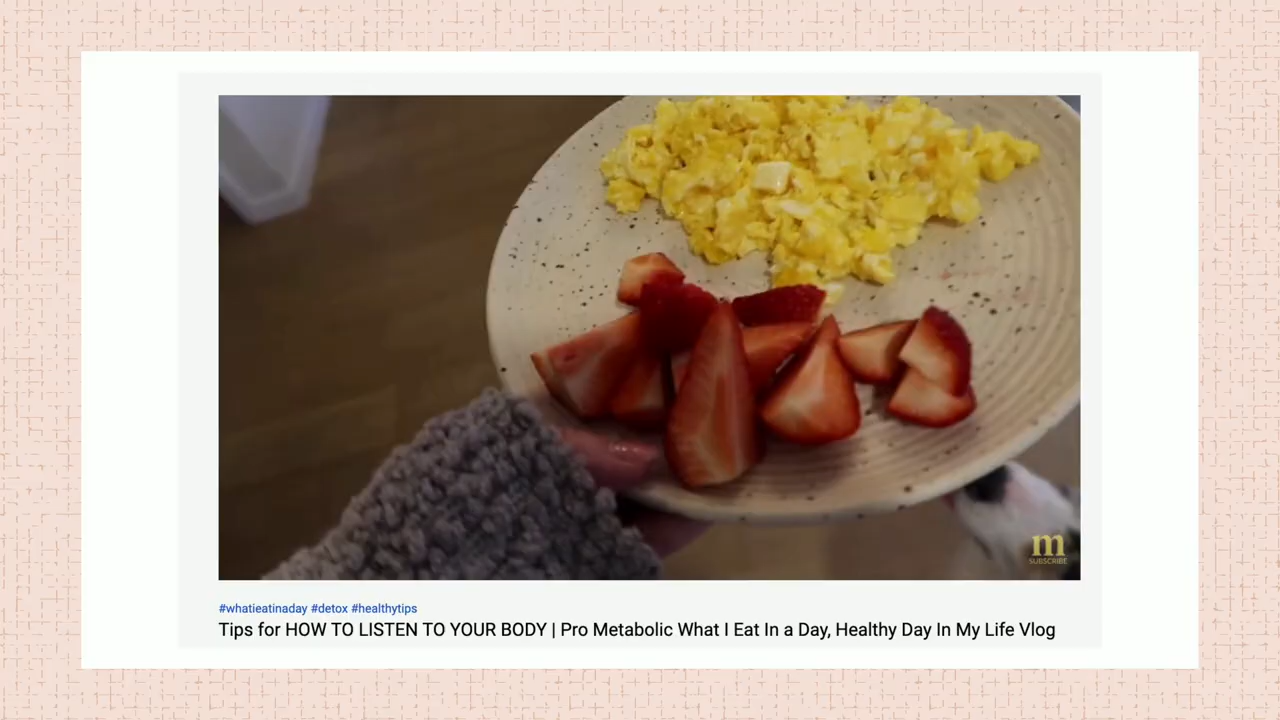 m
SUBSCRIBE
#whatieatinaday #detox #healthytips
Tips for HOW TO LISTEN TO YOUR BODY | Pro Metabolic What I Eat In a Day, Healthy Day In My Life Vlog